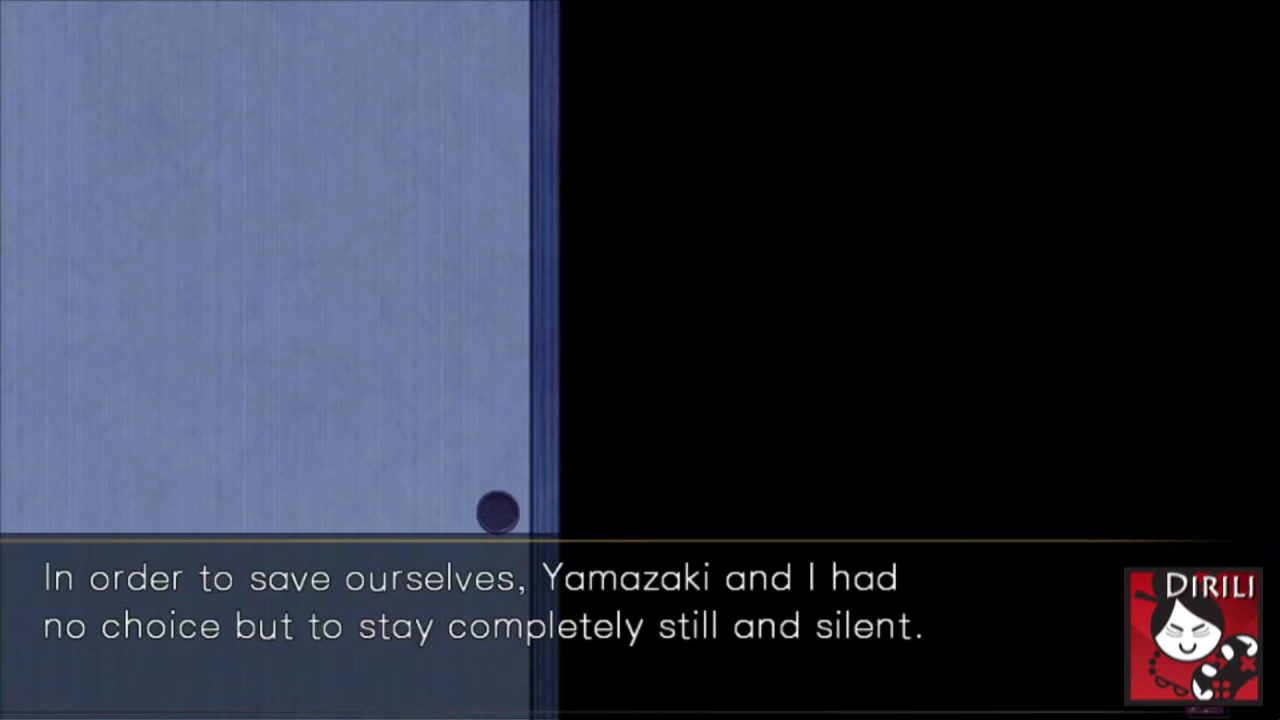 In order to save ourselves, Yamazaki and I had
no choice but to stay completely still and silent.
DIRILI